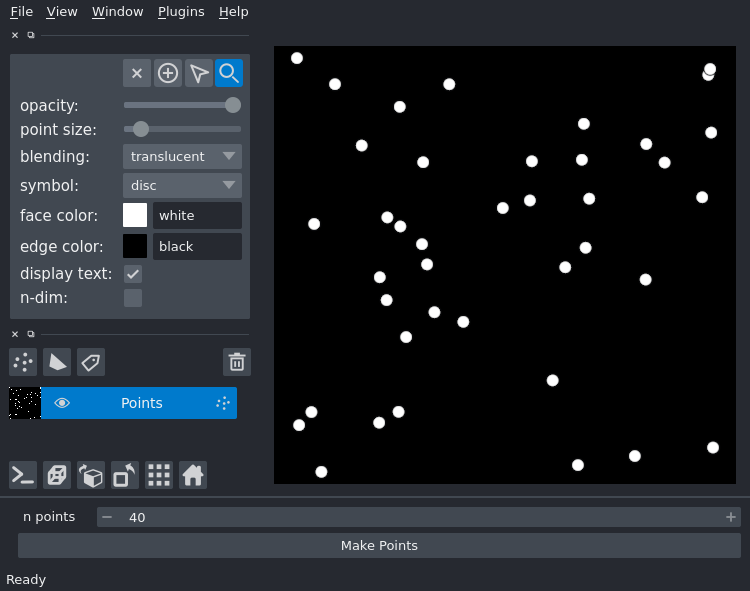 File View Window Plugins Help
opacity:
point size:
blending: translucent
symbol: disc
face color: white
edge color: black
display text:
n-dim:
Points
n points 40
Make Points
Ready